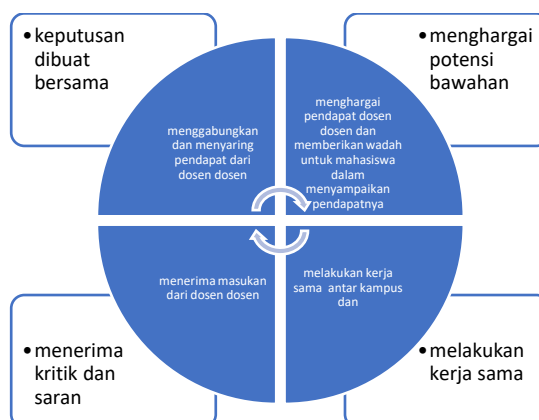 •keputusan
dibuat
bersama
•menghargai
potensi
bawahan
menggabungkan
dan menyaring
pendapat dari
dosen dosen
menghargai
pendapat dosen
dosen dan
memberikan wadah
untuk mahasiswa
dalam
menyampaikan
pendapatnya
menerima masukan
dari dosen dosen
melakukan kerja
sama antar kampus
dan
•menerima
kritik dan
saran
•melakukan
kerja sama